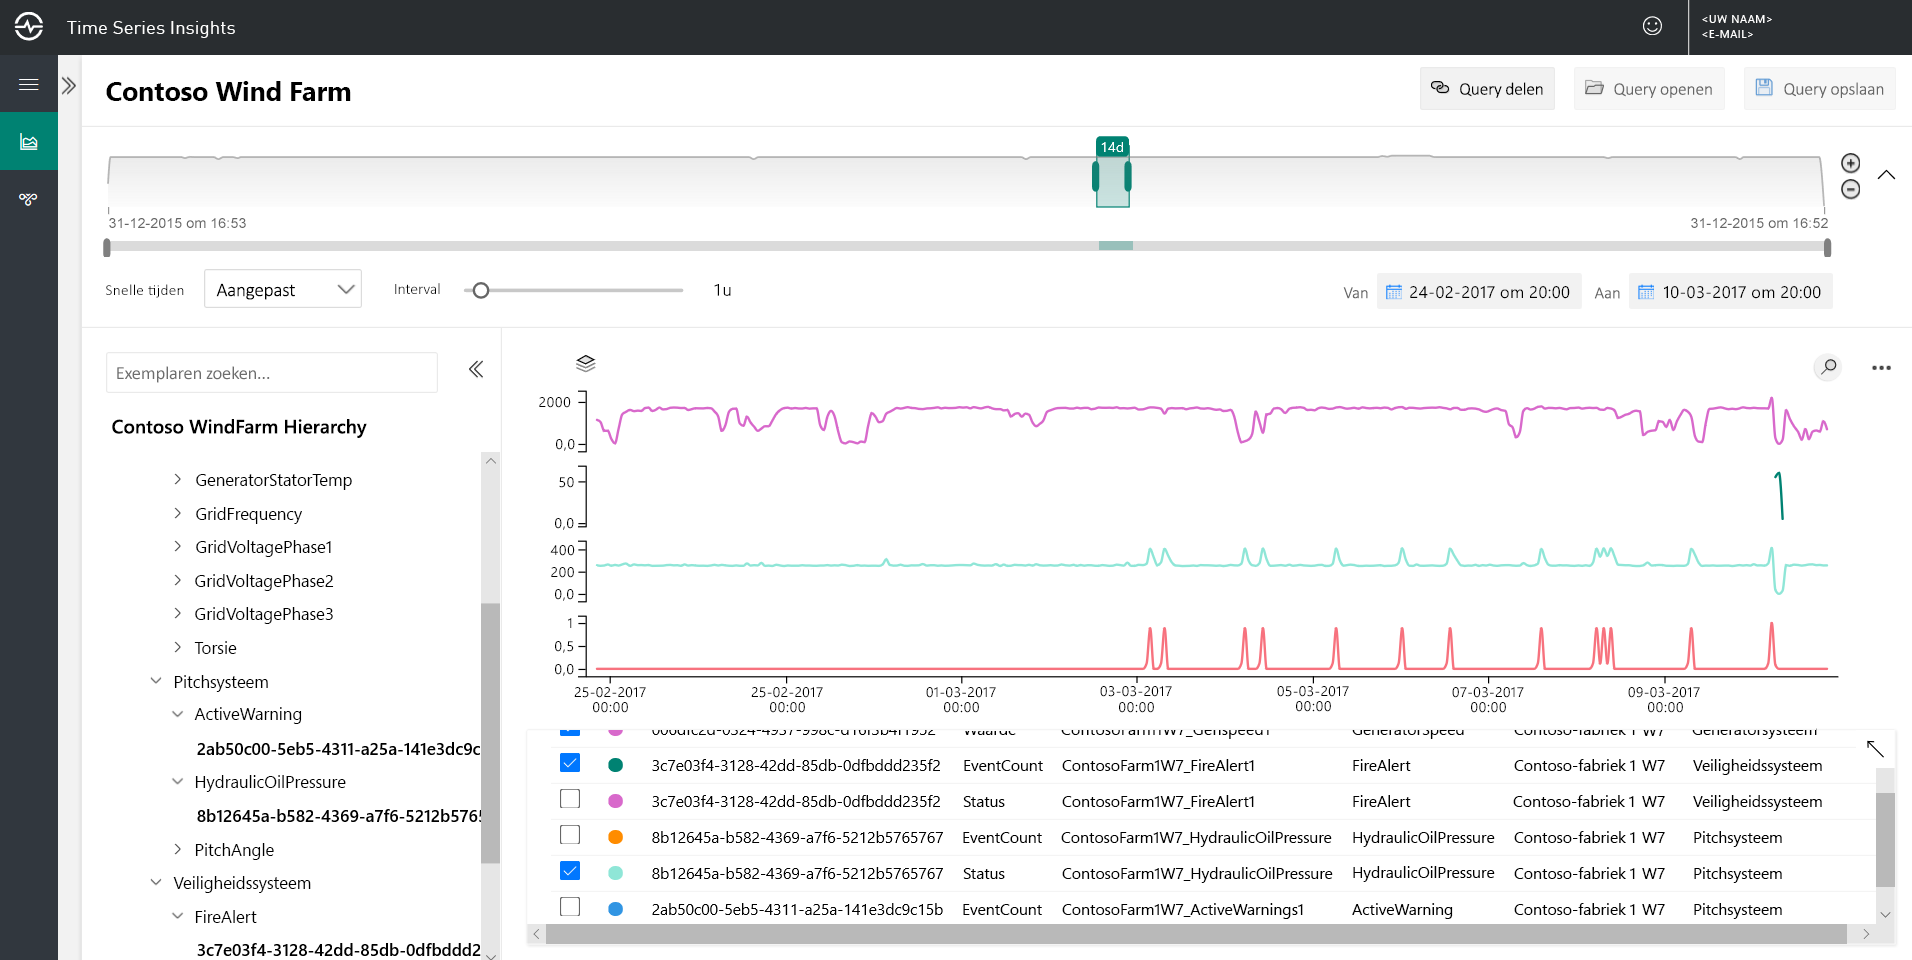 Time Series Insights
<UW NAAM>
<E-MAIL>
Contoso Wind Farm
Query delen
Query openen
Query opslaan
14d
31-12-2015 om 16:53
31-12-2015 om 16:52
Snelle tijden
Aangepast
Interval
1u
Van
24-02-2017 om 20:00
Aan
10-03-2017 om 20:00
Exemplaren zoeken...
Contoso WindFarm Hierarchy
GeneratorStatorTemp
GridFrequency
GridVoltagePhase1
GridVoltagePhase2
GridVoltagePhase3
Torsie
Pitchsysteem
ActiveWarning
2ab50c00-5eb5-4311-a25a-141e3dc9c
HydraulicOilPressure
8b12645a-b582-4369-a7f6-5212b576
PitchAngle
Veiligheidssysteem
FireAlert
3c7e03f4-3128-42dd-85db-0dfbddd2
2000
0,0
50
0,0
400
200
0,0
1
0,5
0,0
25-02-2017 00:00
25-02-2017 00:00
01-03-2017 00:00
03-03-2017 00:00
05-03-2017 00:00
07-03-2017 00:00
09-03-2017 00:00
Waarde ContosoFarm1W7_GenSpeed1 GeneratorSpeed Contoso-fabriek 1 W7 Generatorsysteem
3c7e03f4-3128-42dd-85db-0dfbddd235f2 EventCount ContosoFarm1W7_FireAlert1 FireAlert Contoso-fabriek 1 W7 Veiligheidssysteem
3c7e03f4-3128-42dd-85db-0dfbddd235f2 Status ContosoFarm1W7_FireAlert1 FireAlert Contoso-fabriek 1 W7 Veiligheidssysteem
8b12645a-b582-4369-a7f6-5212b5765767 EventCount ContosoFarm1W7_HydraulicOilPressure HydraulicOilPressure Contoso-fabriek 1 W7 Pitchsysteem
8b12645a-b582-4369-a7f6-5212b5765767 Status ContosoFarm1W7_HydraulicOilPressure HydraulicOilPressure Contoso-fabriek 1 W7 Pitchsysteem
2ab50c00-5eb5-4311-a25a-141e3dc9c15b EventCount ContosoFarm1W7_ActiveWarnings1 ActiveWarning Contoso-fabriek 1 W7 Pitchsysteem